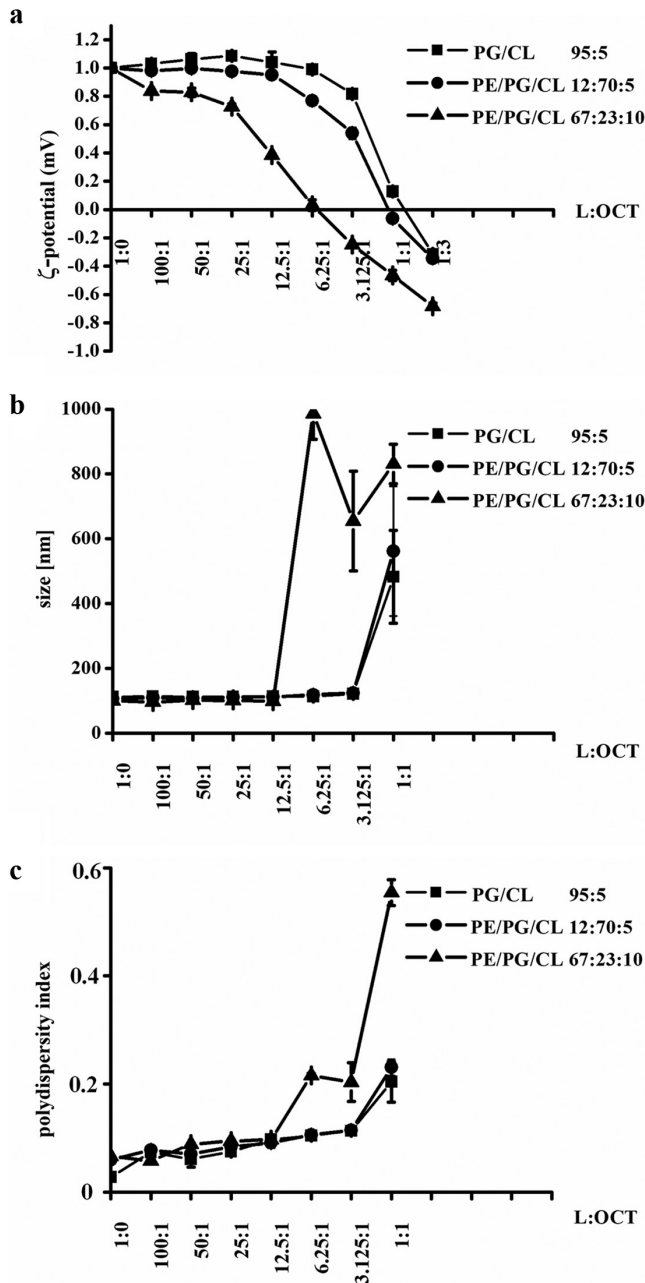 a
1.2
1.0
0.8
0.6
0.4
0.2
0.0
-0.2
-0.4
-0.6
-0.8
-1.0
ζ-potential (mV)
PG/CL 95:5
PE/PG/CL 12:70:5
PE/PG/CL 67:23:10
L:OCT
1:0
100:1
50:1
25:1
12.5:1
6.25:1
3.125:1
1:1
1:3
b
1000
800
600
400
200
0
size [nm]
PG/CL 95:5
PE/PG/CL 12:70:5
PE/PG/CL 67:23:10
L:OCT
1:0
100:1
50:1
25:1
12.5:1
6.25:1
3.125:1
1:1
c
0.6
0.4
0.2
0
polydispersity index
PG/CL 95:5
PE/PG/CL 12:70:5
PE/PG/CL 67:23:10
L:OCT
1:0
100:1
50:1
25:1
12.5:1
6.25:1
3.125:1
1:1